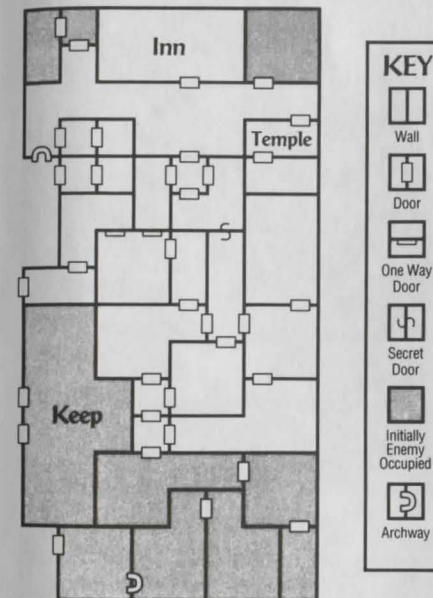 Inn
Temple
Keep
KEY
Wall
Door
One Way
Door
Secret
Door
Initially
Enemy
Occupied
Archway